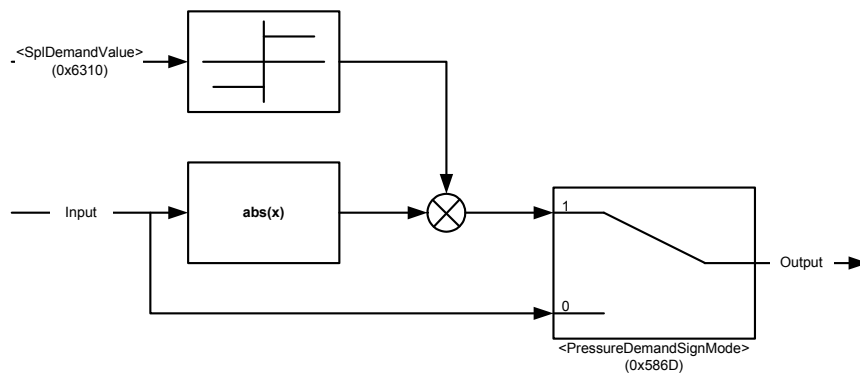 <SplDemandValue>
(0x6310)
Input
abs(x)
1
Output
0
<PressureDemandSignMode>
(0x586D)